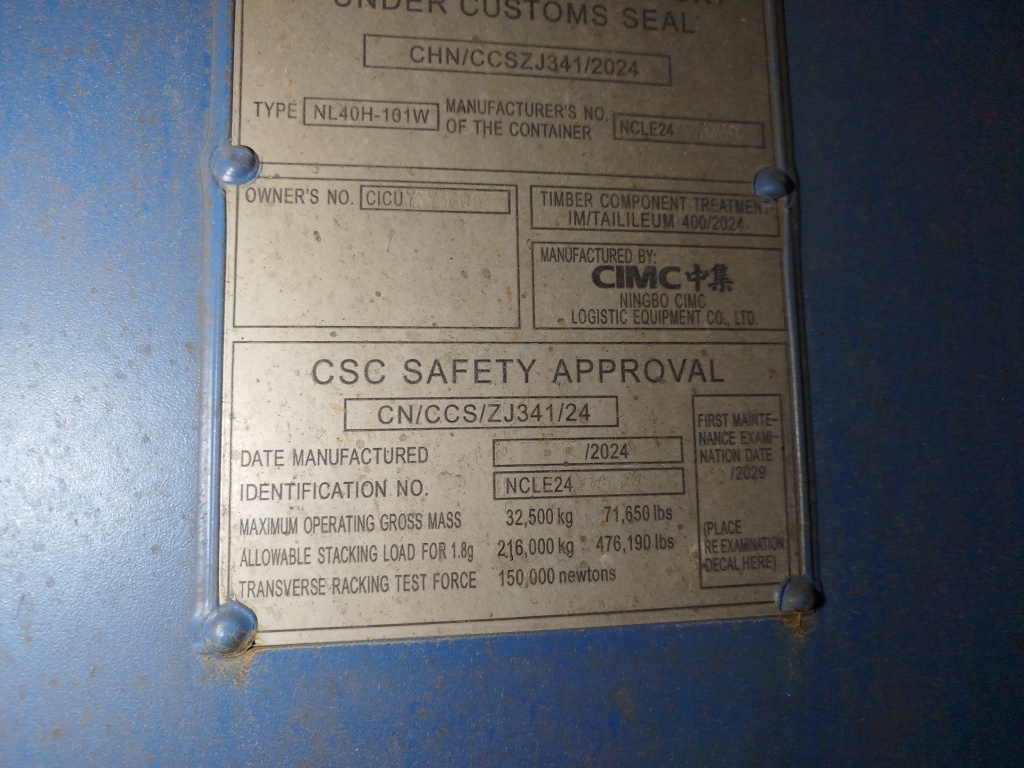 UNDER CUSTOMS SEAL
CHN/CCSZJ341/2024
TYPE NL40H-101W MANUFACTURER'S NO.
OF THE CONTAINER NCLE24
OWNER'S NO. CICU
TIMBER COMPONENT TREATMENT
IM/TAILILEUM 400/2024
MANUFACTURED BY:
CIMC中集
NINGBO CIMC
LOGISTIC EQUIPMENT CO., LTD.
CSC SAFETY APPROVAL
CN/CCS/ZJ341/24
DATE MANUFACTURED /2024
IDENTIFICATION NO. NCLE24
MAXIMUM OPERATING GROSS MASS 32,500 kg 71,650 lbs
ALLOWABLE STACKING LOAD FOR 1.8g 216,000 kg 476,190 lbs
TRANSVERSE RACKING TEST FORCE 150,000 newtons
FIRST MAINTE-
NANCE EXAMI-
NATION DATE
/2029
(PLACE
RE EXAMINATION
DECAL HERE)